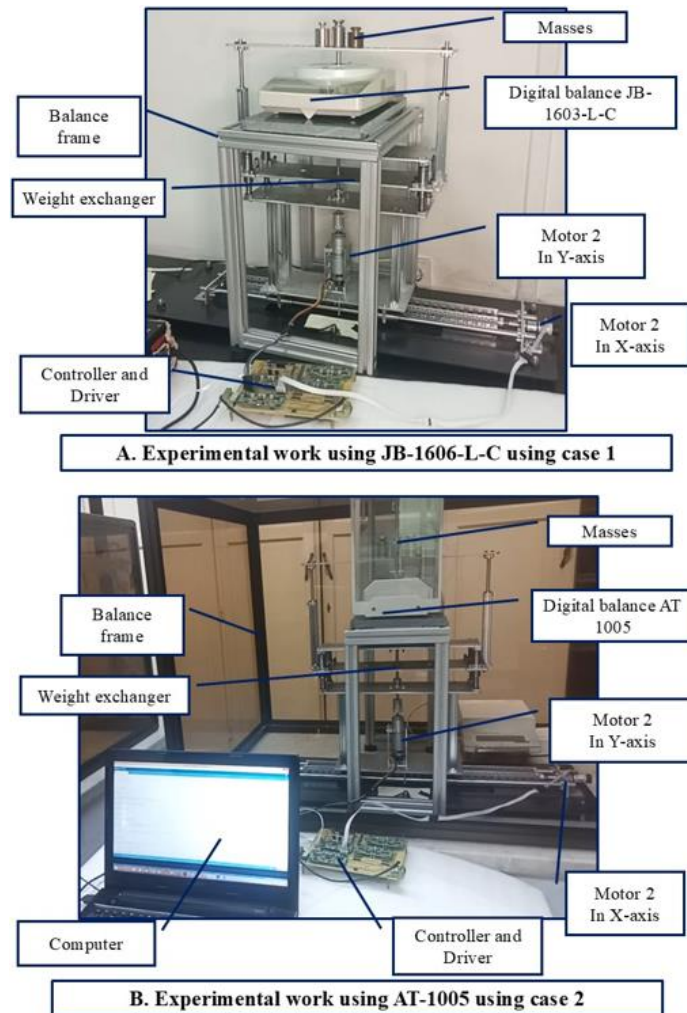 Masses
Digital balance JB-
1603-L-C
Balance
frame
Weight exchanger
Motor 2
In Y-axis
Motor 2
In X-axis
Controller and
Driver
A. Experimental work using JB-1606-L-C using case 1
Masses
Digital balance AT
1005
Balance
frame
Weight exchanger
Motor 2
In Y-axis
Motor 2
In X-axis
Computer
Controller and
Driver
B. Experimental work using AT-1005 using case 2